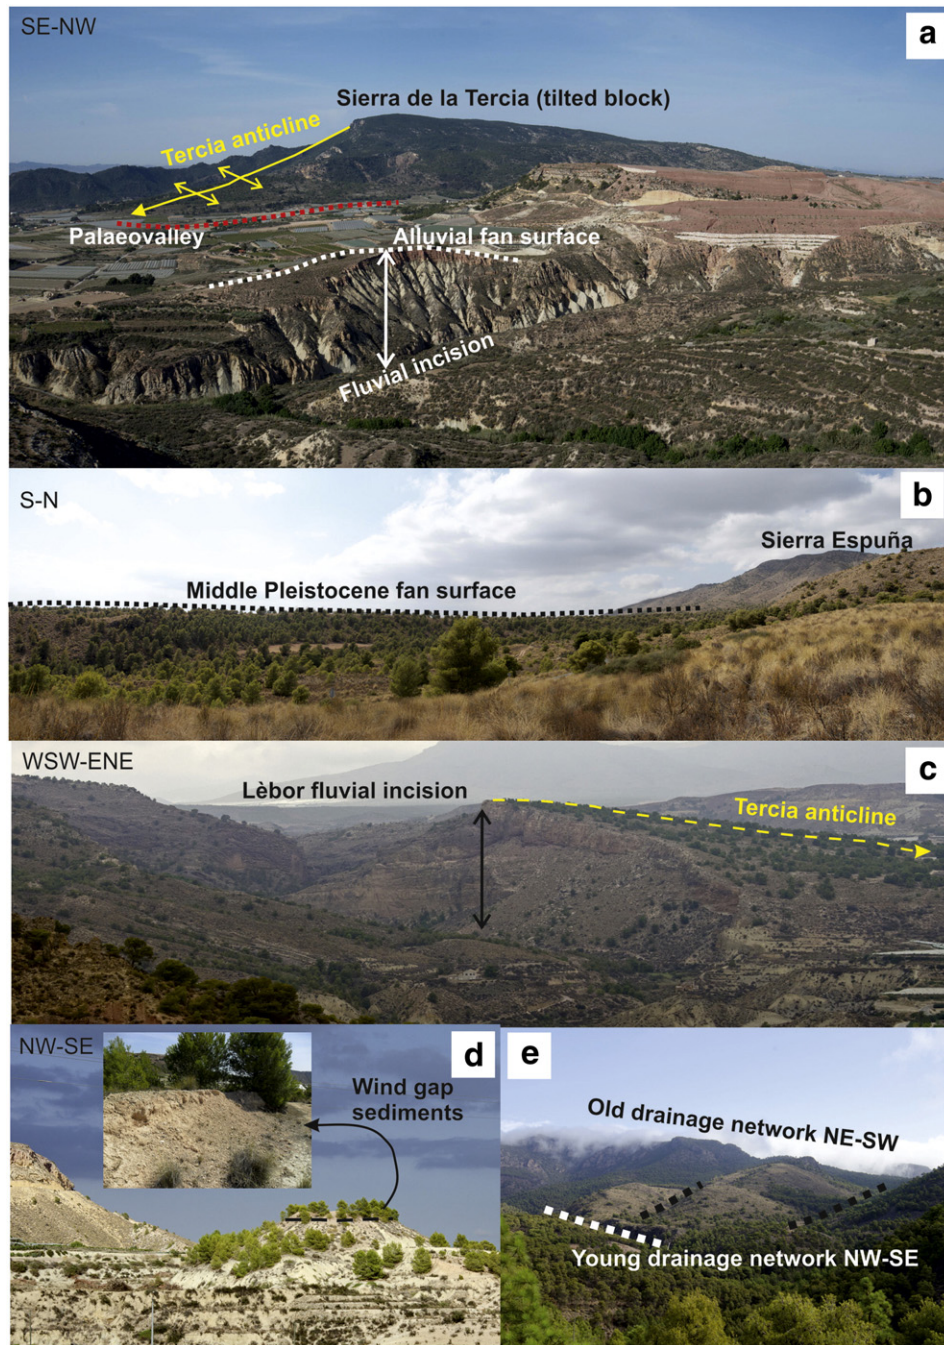 SE-NW
a
Sierra de la Tercia (tilted block)
Tercia anticline
Palaeovalley
Alluvial fan surface
Fluvial incision
S-N
b
Sierra Espuña
Middle Pleistocene fan surface
WSW-ENE
c
Lèbor fluvial incision
Tercia anticline
NW-SE
d
Wind gap
sediments
e
Old drainage network NE-SW
Young drainage network NW-SE